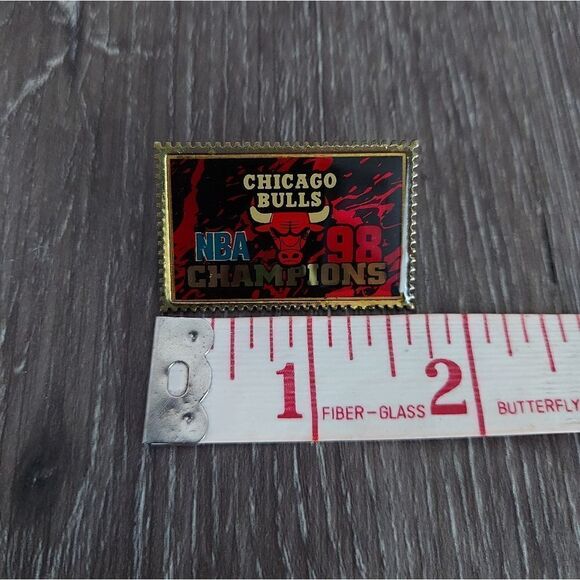 CHICAGO
BULLS
NBA 98
CHAMPIONS
1 FIBER-GLASS 2 BUTTERFLY